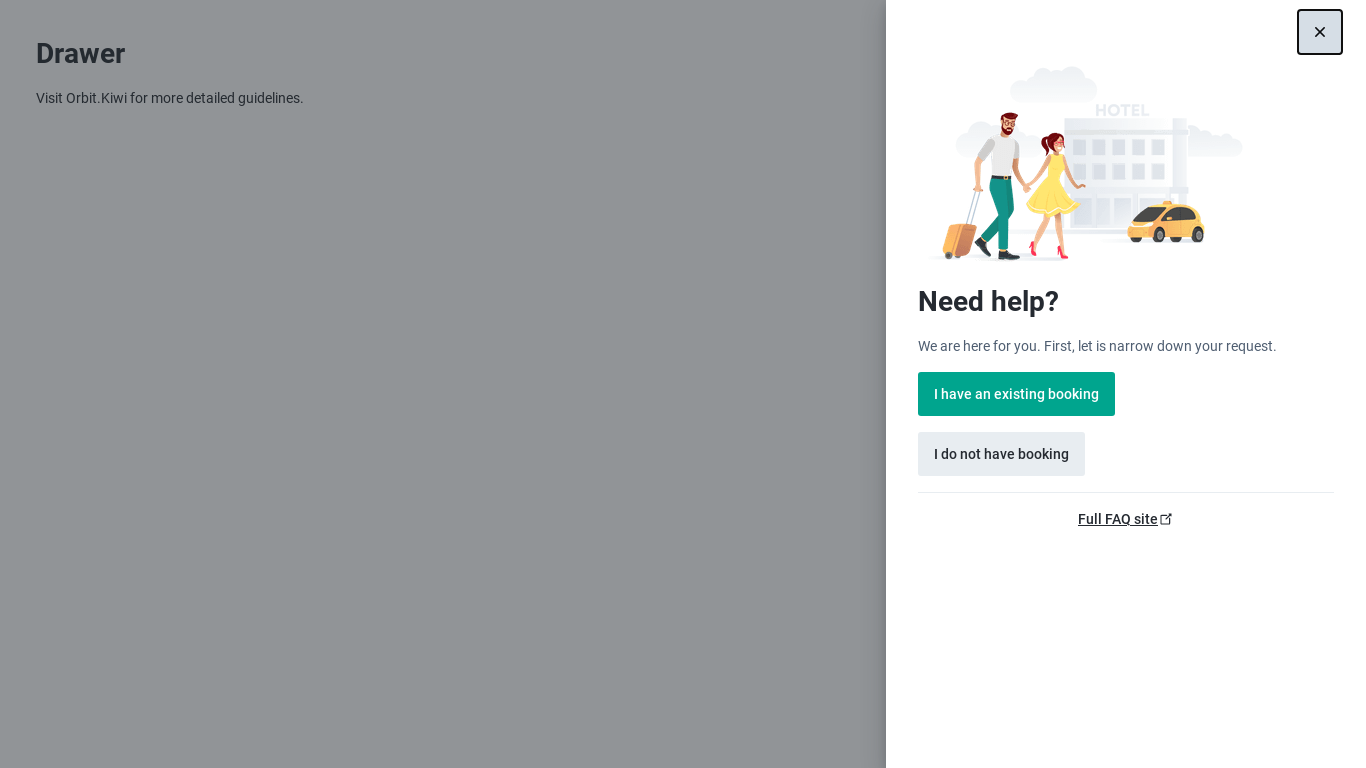 Drawer
Visit Orbit.Kiwi for more detailed guidelines.
HOTEL
Need help?
We are here for you. First, let is narrow down your request.
I have an existing booking
I do not have booking
Full FAQ site